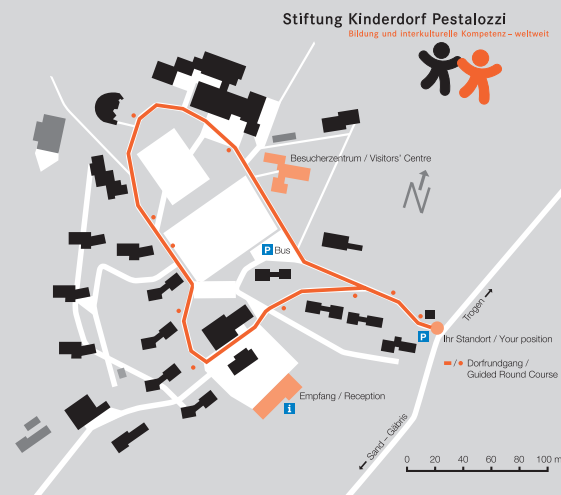 Stiftung Kinderdorf Pestalozzi
Bildung und interkulturelle Kompetenz – weltweit
Besucherzentrum / Visitors' Centre
N
P Bus
Trogen
P
Ihr Standort / Your position
/ Dorfrundgang /
Guided Round Course
Empfang / Reception
i
Sand – Gäbris
0 20 40 60 80 100 m